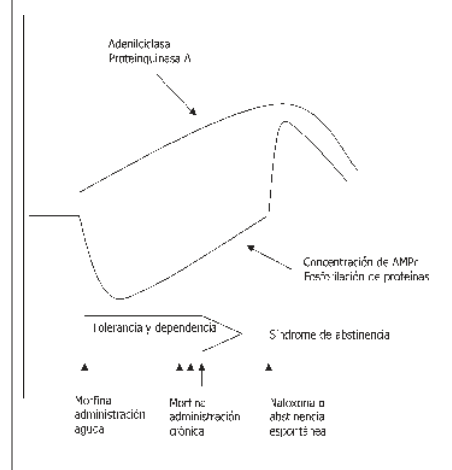 Adenilciclasa
Proteinquinasa A
Concentración de AMPc
Fosforilación de proteínas
Tolerancia y dependencia
Síndrome de abstinencia
Morfina
administración
aguda
Morfina
administración
crónica
Naloxona o
abstinencia
espontánea